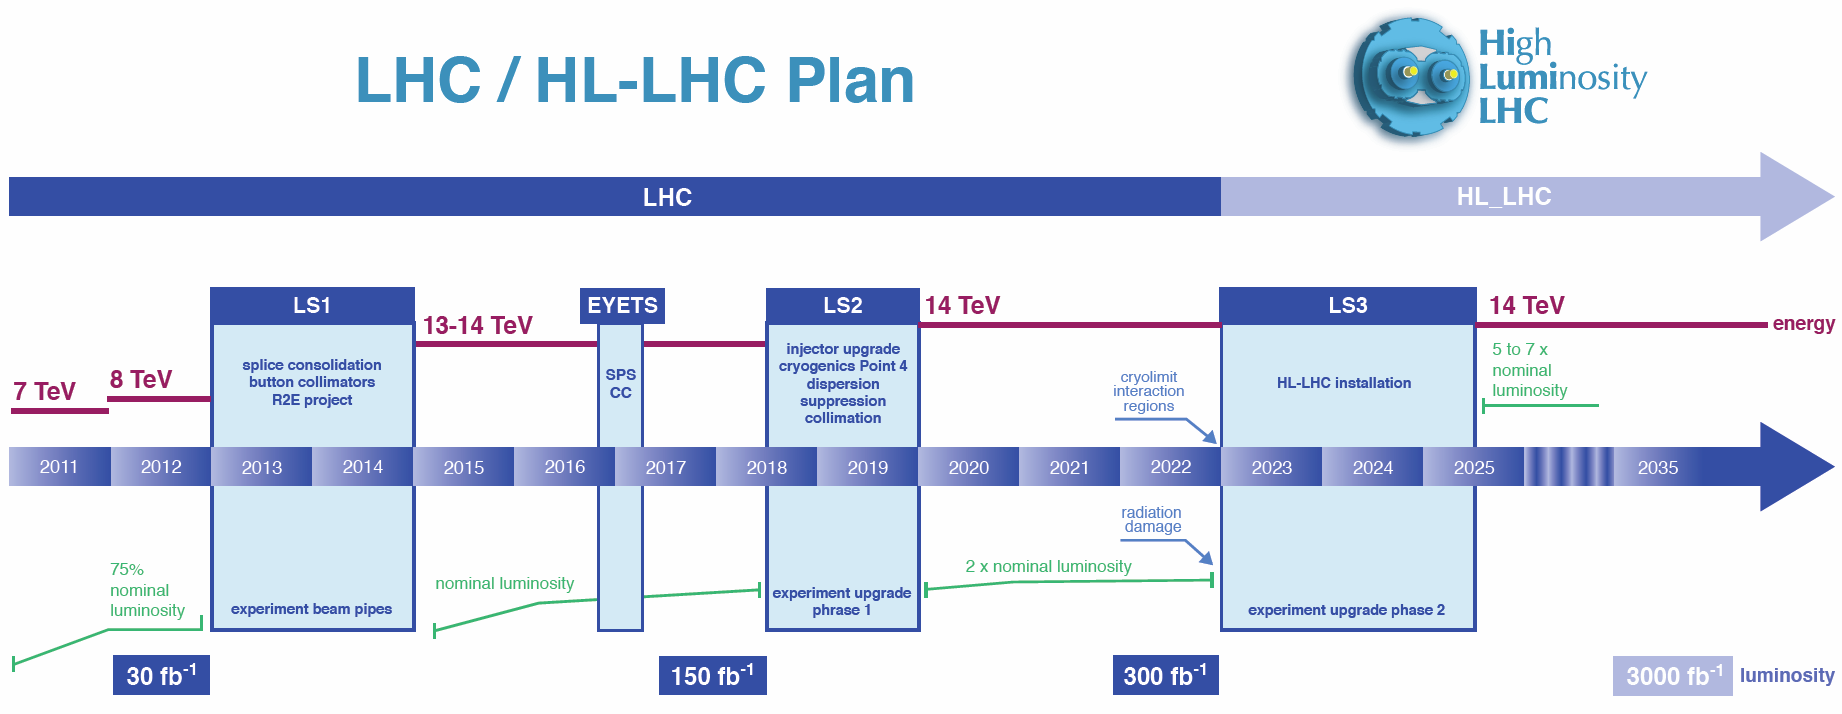 LHC / HL-LHC Plan
High
Luminosity
LHC
LHC
HL_LHC
LS1
EYETS
LS2
14 TeV
LS3
14 TeV
energy
13-14 TeV
7 TeV
8 TeV
splice consolidation
button collimators
R2E project
SPS
CC
injector upgrade
cryogenics Point 4
dispersion
suppression
collimation
cryolimit
interaction
regions
HL-LHC installation
5 to 7 x
nominal
luminosity
2011
2012
2013
2014
2015
2016
2017
2018
2019
2020
2021
2022
2023
2024
2025
2035
radiation
damage
75%
nominal
luminosity
experiment beam pipes
nominal luminosity
experiment upgrade
phrase 1
2 x nominal luminosity
experiment upgrade phase 2
30 fb-1
150 fb-1
300 fb-1
3000 fb-1
luminosity